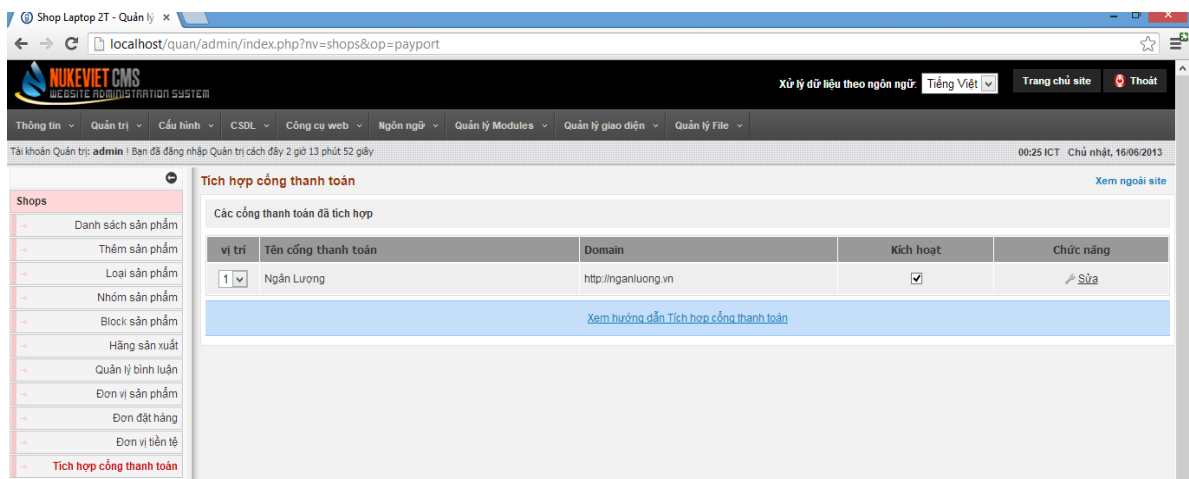 Shop Laptop 2T - Quản lý
localhost/quan/admin/index.php?nv=shops&op=payport
NUKEVIET CMS
WEBSITE ADMINISTRATION SYSTEM
Xử lý dữ liệu theo ngôn ngữ: Tiếng Việt
Trang chủ site
Thoát
Thông tin Quản trị Cấu hình CSDL Công cụ web Ngôn ngữ Quản lý Modules Quản lý giao diện Quản lý File
Tài khoản Quản trị: admin ! Bạn đã đăng nhập Quản trị cách đây 2 giờ 13 phút 52 giây
00:25 ICT Chủ nhật, 16/06/2013
Shops
Danh sách sản phẩm
Thêm sản phẩm
Loại sản phẩm
Nhóm sản phẩm
Block sản phẩm
Hãng sản xuất
Quản lý bình luận
Đơn vị sản phẩm
Đơn đặt hàng
Đơn vị tiền tệ
Tích hợp cổng thanh toán
Tích hợp cổng thanh toán
Xem ngoài site
Các cổng thanh toán đã tích hợp
vị trí Tên cổng thanh toán Domain Kích hoạt Chức năng
1 Ngân Lượng http://nganluong.vn Sửa
Xem hướng dẫn Tích hợp cổng thanh toán